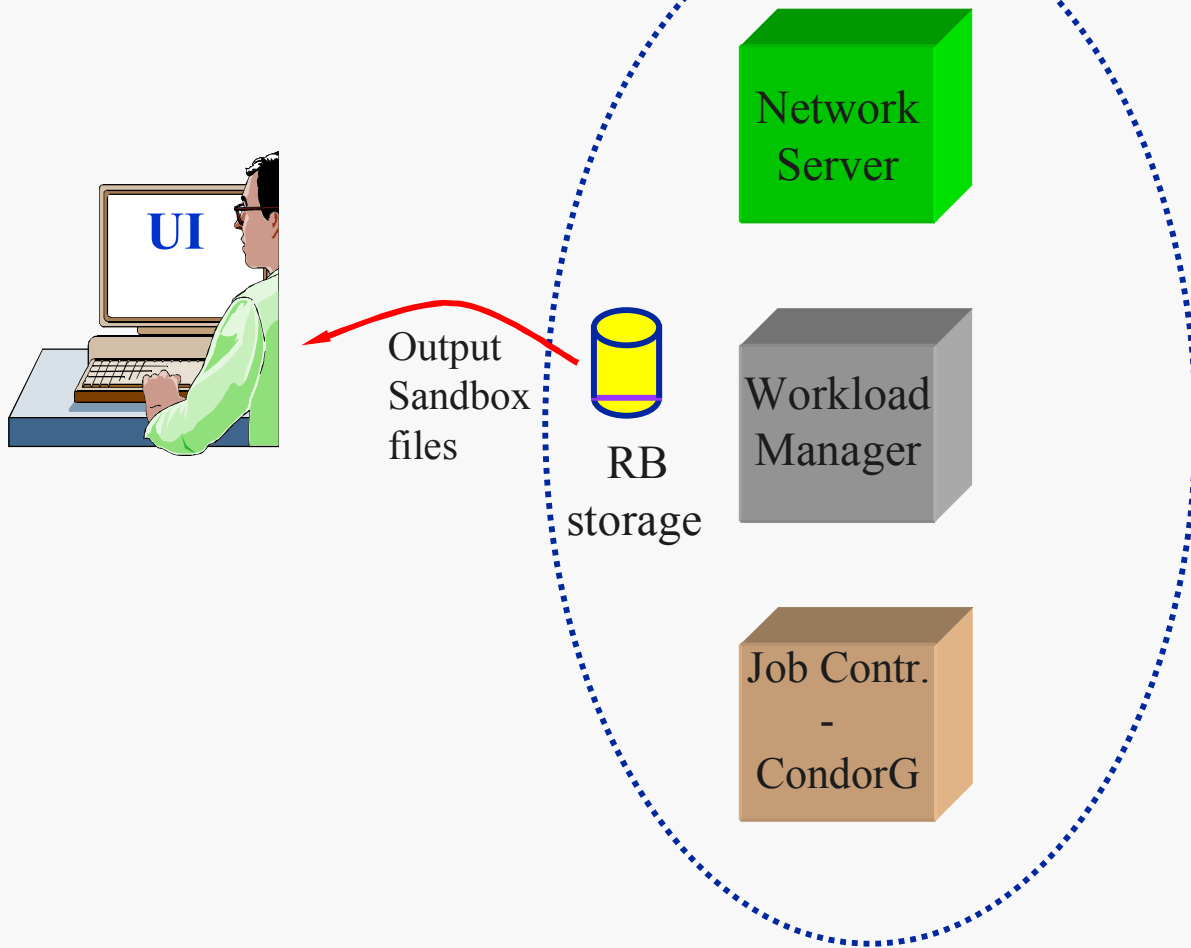 UI
Output
Sandbox
files
RB
storage
Network
Server
Workload
Manager
Job Contr.
-
CondorG